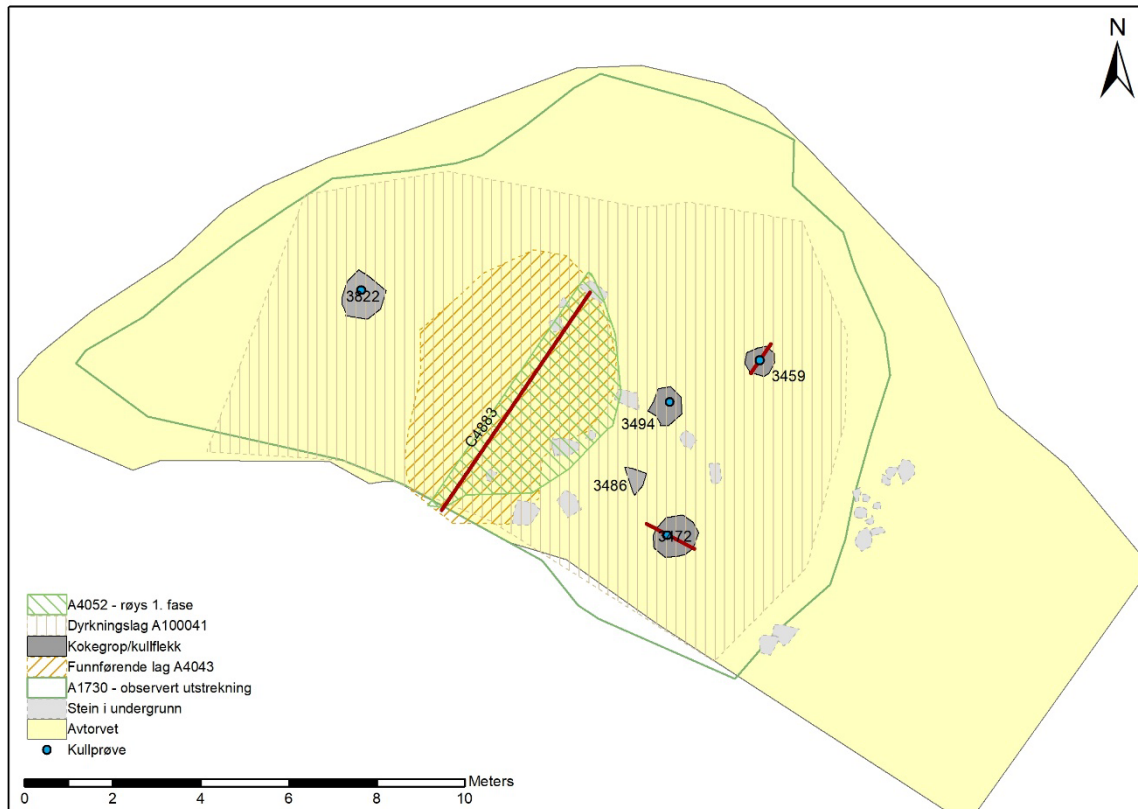 N
3822
3459
3494
C4883
3486
3472
A4052 - røys 1. fase
Dyrkningslag A100041
Kokegrop/kullflekk
Funnførende lag A4043
A1730 - observert utstrekning
Stein i undergrunn
Avtorvet
Kullprøve
Meters
0 2 4 6 8 10